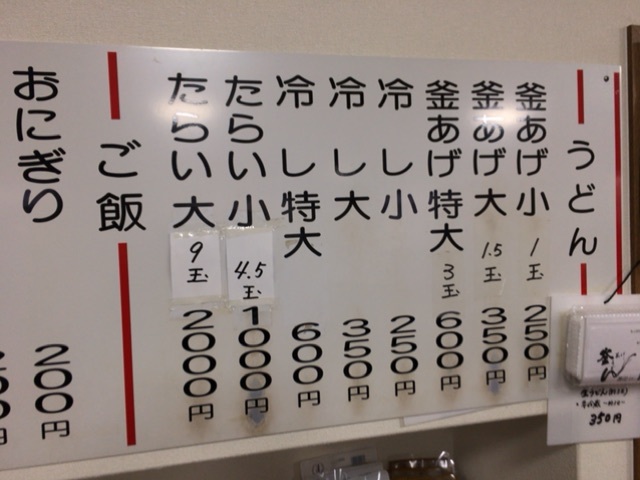 うどん
釜あげ小 1玉 250円
釜あげ大 1.5玉 350円
釜あげ特大 3玉 600円
冷し小 250円
冷し大 350円
冷し特大 600円
たらい小 4.5玉 1000円
たらい大 9玉 2000円
ご飯
おにぎり 200円
円
350円